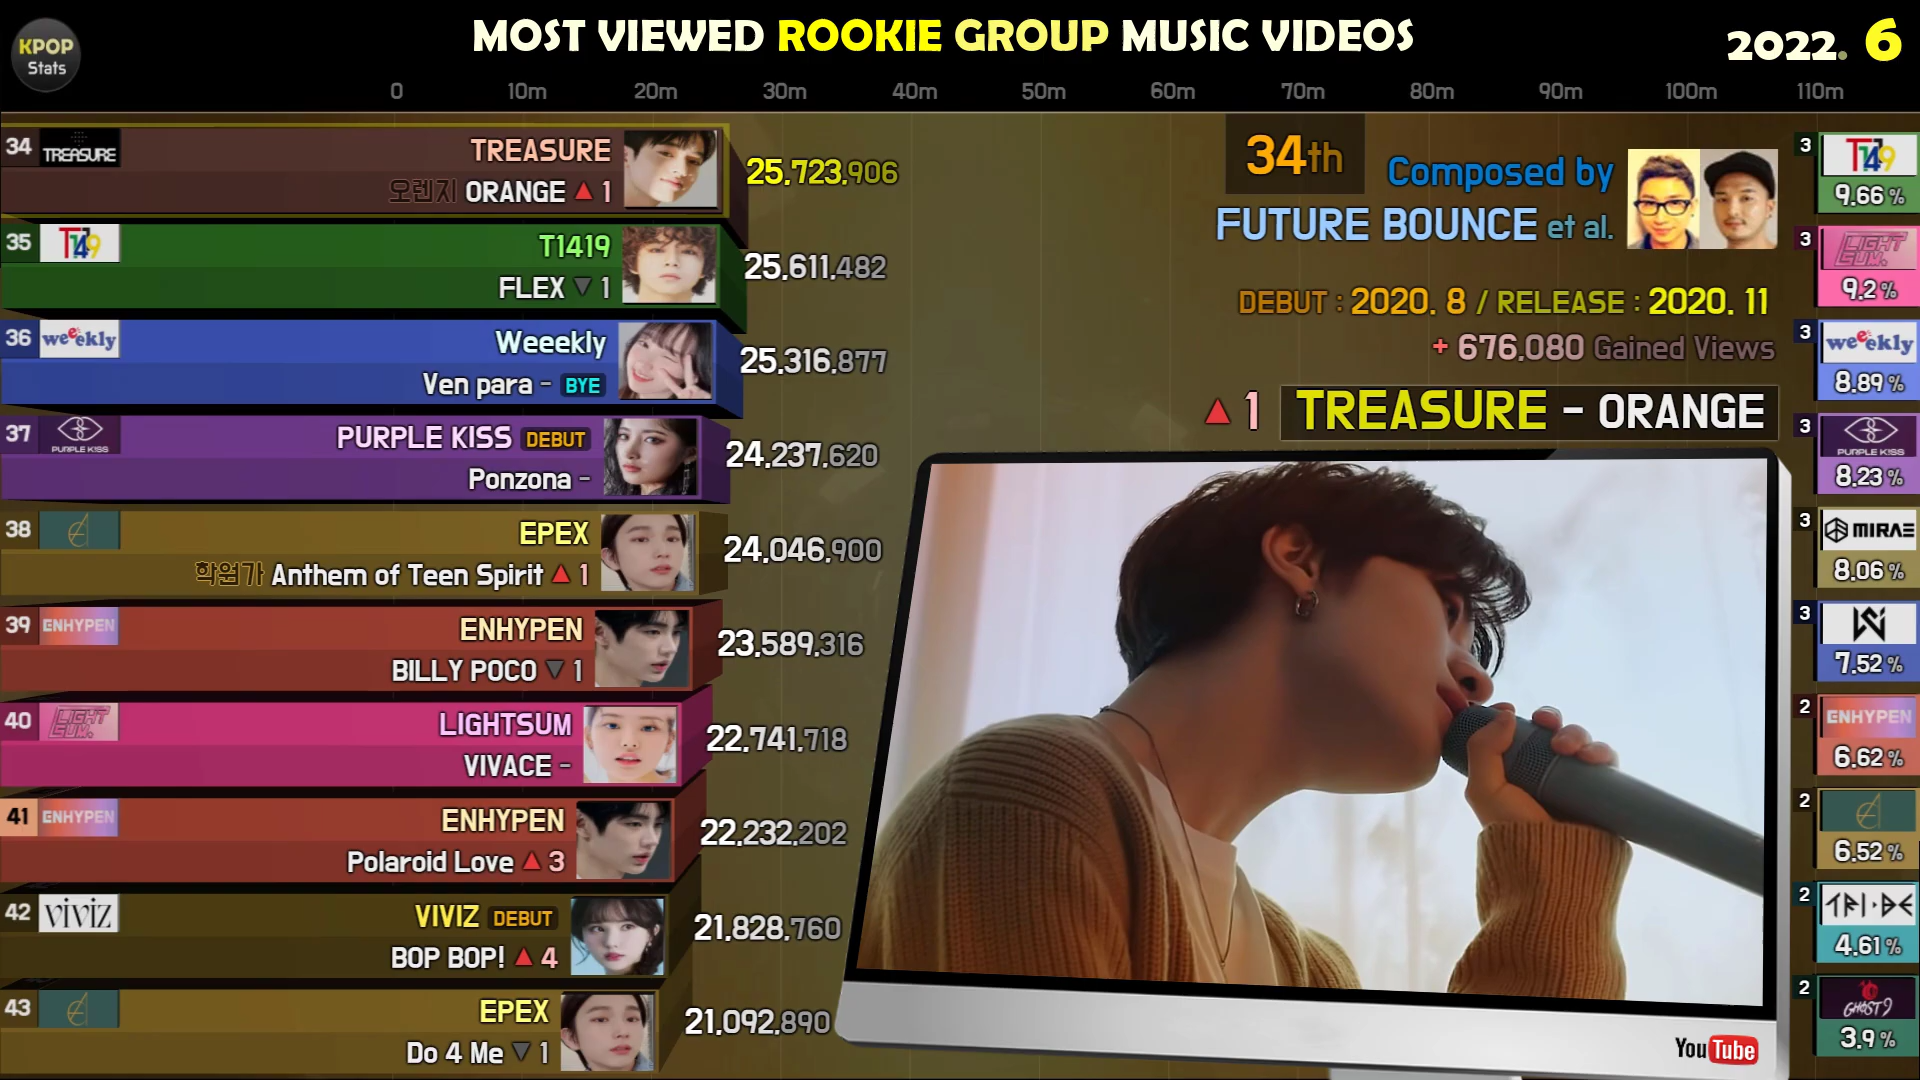 KPOP
Stats
MOST VIEWED ROOKIE GROUP MUSIC VIDEOS
2022. 6
0 10m 20m 30m 40m 50m 60m 70m 80m 90m 100m 110m
34 TREASURE TREASURE
오렌지 ORANGE ▲ 1
25,723,906
35 T1419 T1419
FLEX ▼ 1
25,611,482
36 weeekly Weeekly
Ven para - BYE
25,316,877
37 PURPLE KISS PURPLE KISS DEBUT
Ponzona -
24,237,620
38 EPEX
학원가 Anthem of Teen Spirit ▲ 1
24,046,900
39 ENHYPEN ENHYPEN
BILLY POCO ▼ 1
23,589,316
40 LIGHTSUM. LIGHTSUM
VIVACE -
22,741,718
41 ENHYPEN ENHYPEN
Polaroid Love ▲ 3
22,232,202
42 VIVIZ VIVIZ DEBUT
BOP BOP! ▲ 4
21,828,760
43 EPEX
Do 4 Me ▼ 1
21,092,890
34th
Composed by
FUTURE BOUNCE et al.
DEBUT : 2020. 8 / RELEASE : 2020. 11
+ 676,080 Gained Views
▲ 1 TREASURE - ORANGE
YouTube
3 T1419
9.66 %
3 LIGHTSUM.
9.2 %
3 weeekly
8.89 %
3 PURPLE KISS
8.23 %
3 MIRAE
8.06 %
3
7.52 %
2 ENHYPEN
6.62 %
2
6.52 %
2 TRI·BE
4.61 %
2 GHOST9
3.9 %